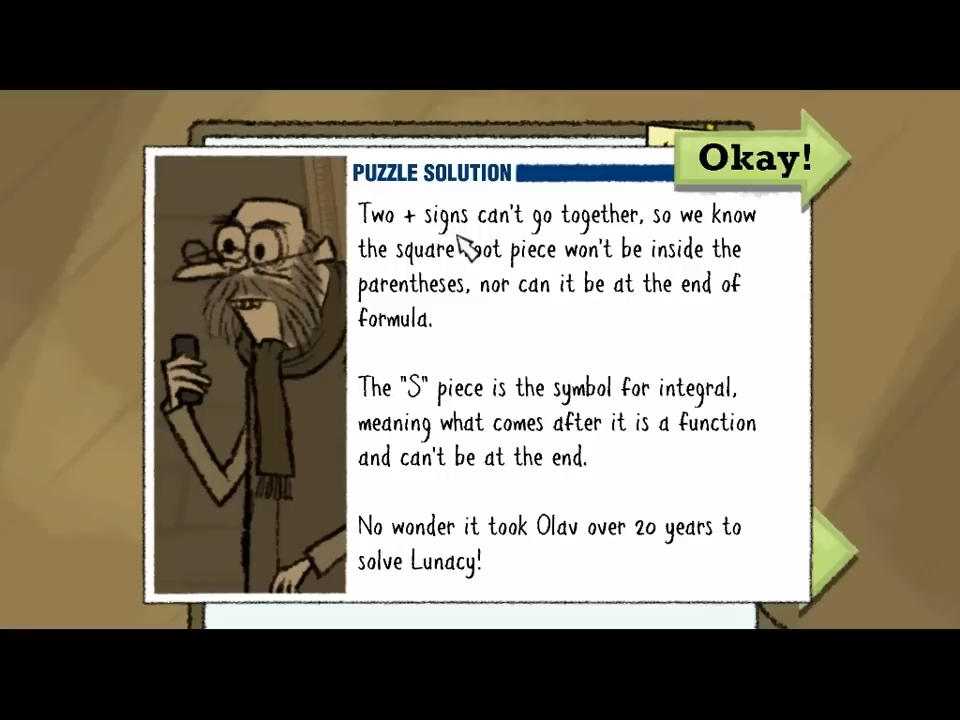 Okay!
PUZZLE SOLUTION
Two + signs can't go together, so we know
the square root piece won't be inside the
parentheses, nor can it be at the end of
formula.
The "S" piece is the symbol for integral,
meaning what comes after it is a function
and can't be at the end.
No wonder it took Olav over 20 years to
solve Lunacy!